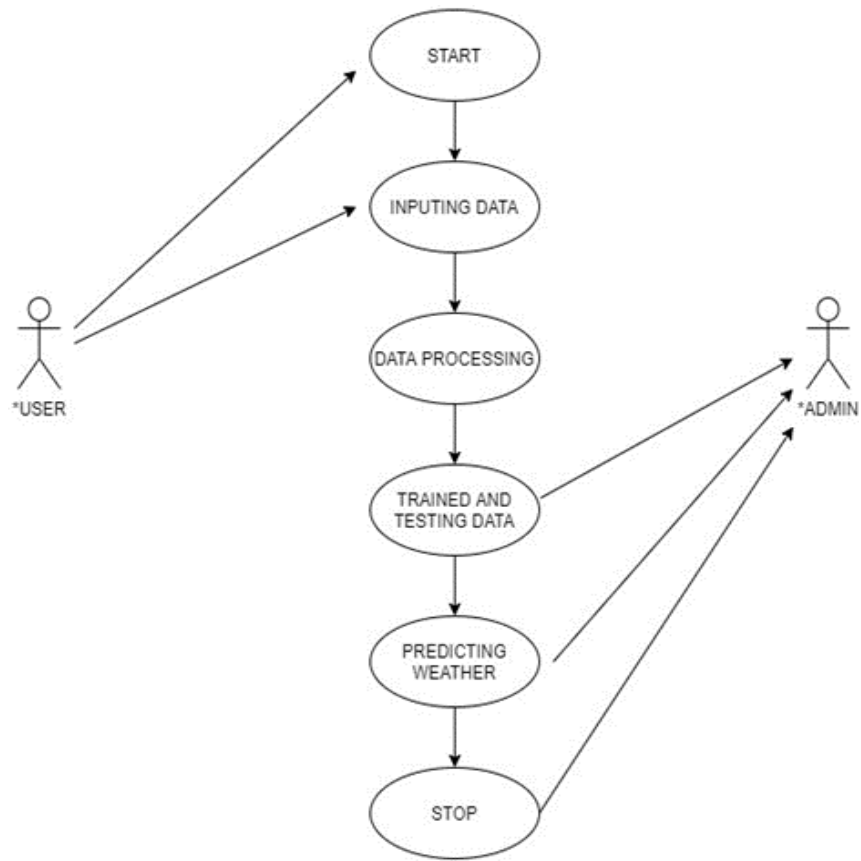 START
INPUTING DATA
DATA PROCESSING
*USER
*ADMIN
TRAINED AND
TESTING DATA
PREDICTING
WEATHER
STOP